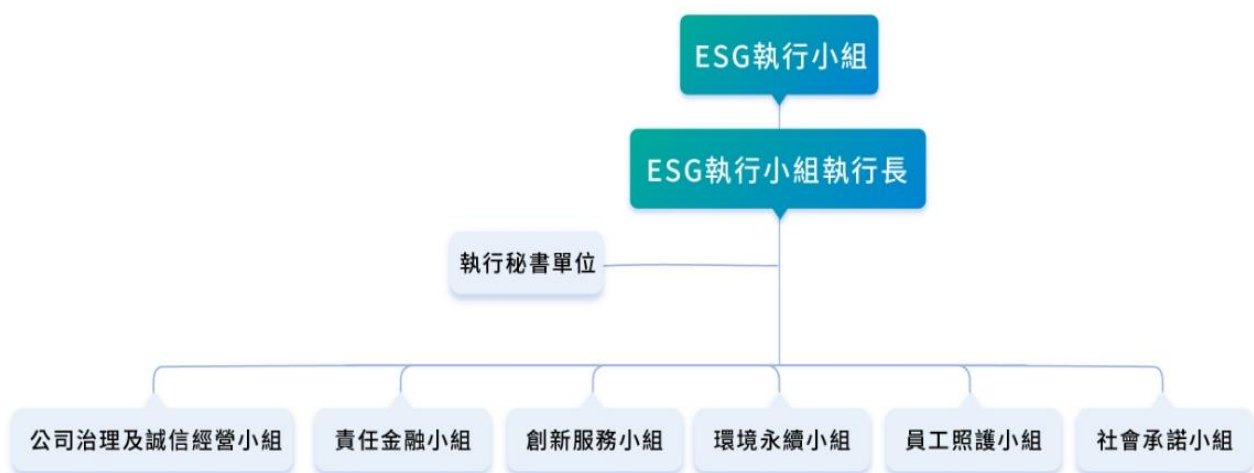 ESG執行小組
ESG執行小組執行長
執行秘書單位
公司治理及誠信經營小組
責任金融小組
創新服務小組
環境永續小組
員工照護小組
社會承諾小組